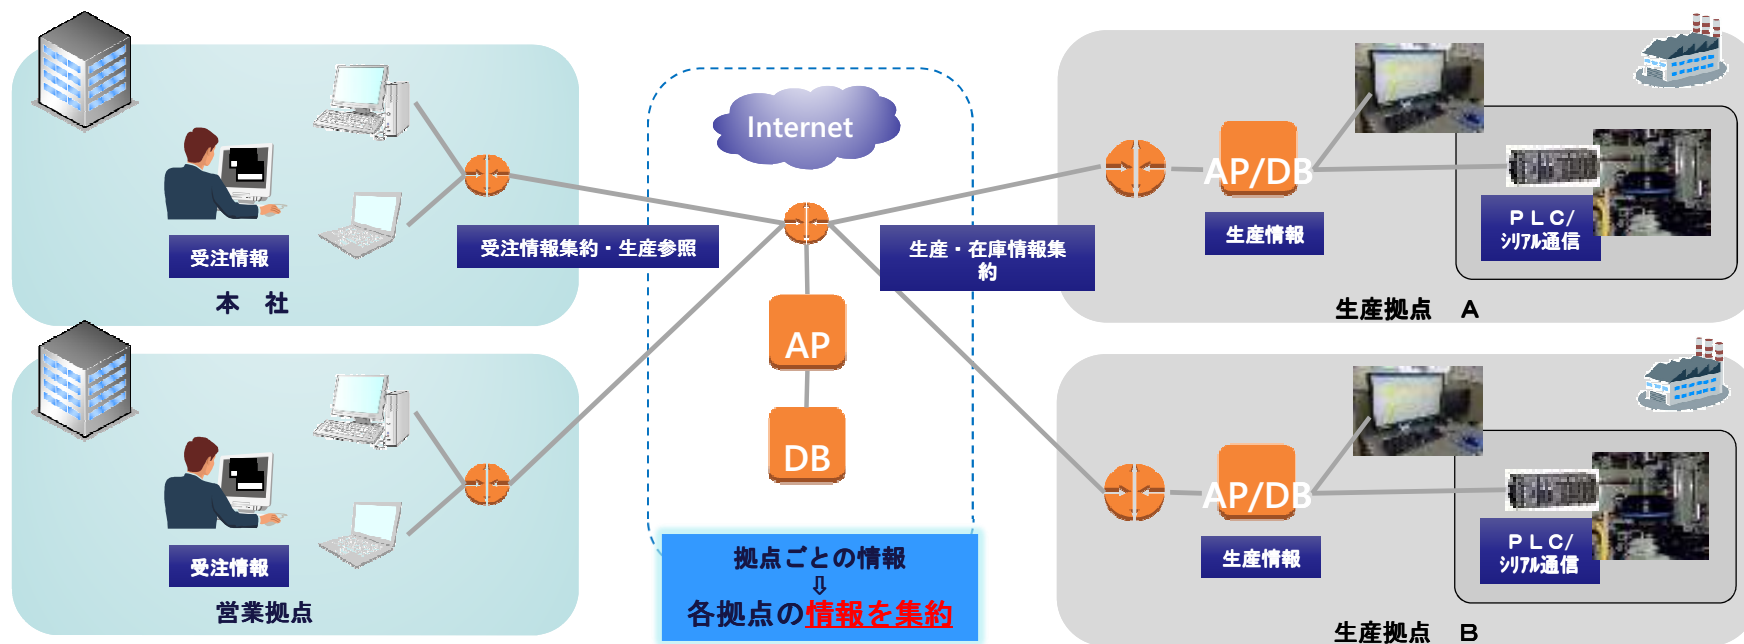 受注情報
本　社
受注情報集約・生産参照
Internet
AP
DB
生産・在庫情報集
約
AP/DB
生産情報
ＰＬＣ/
ｼﾘｱﾙ通信
生産拠点　Ａ
受注情報
営業拠点
拠点ごとの情報
⇩
各拠点の情報を集約
AP/DB
生産情報
ＰＬＣ/
ｼﾘｱﾙ通信
生産拠点　Ｂ